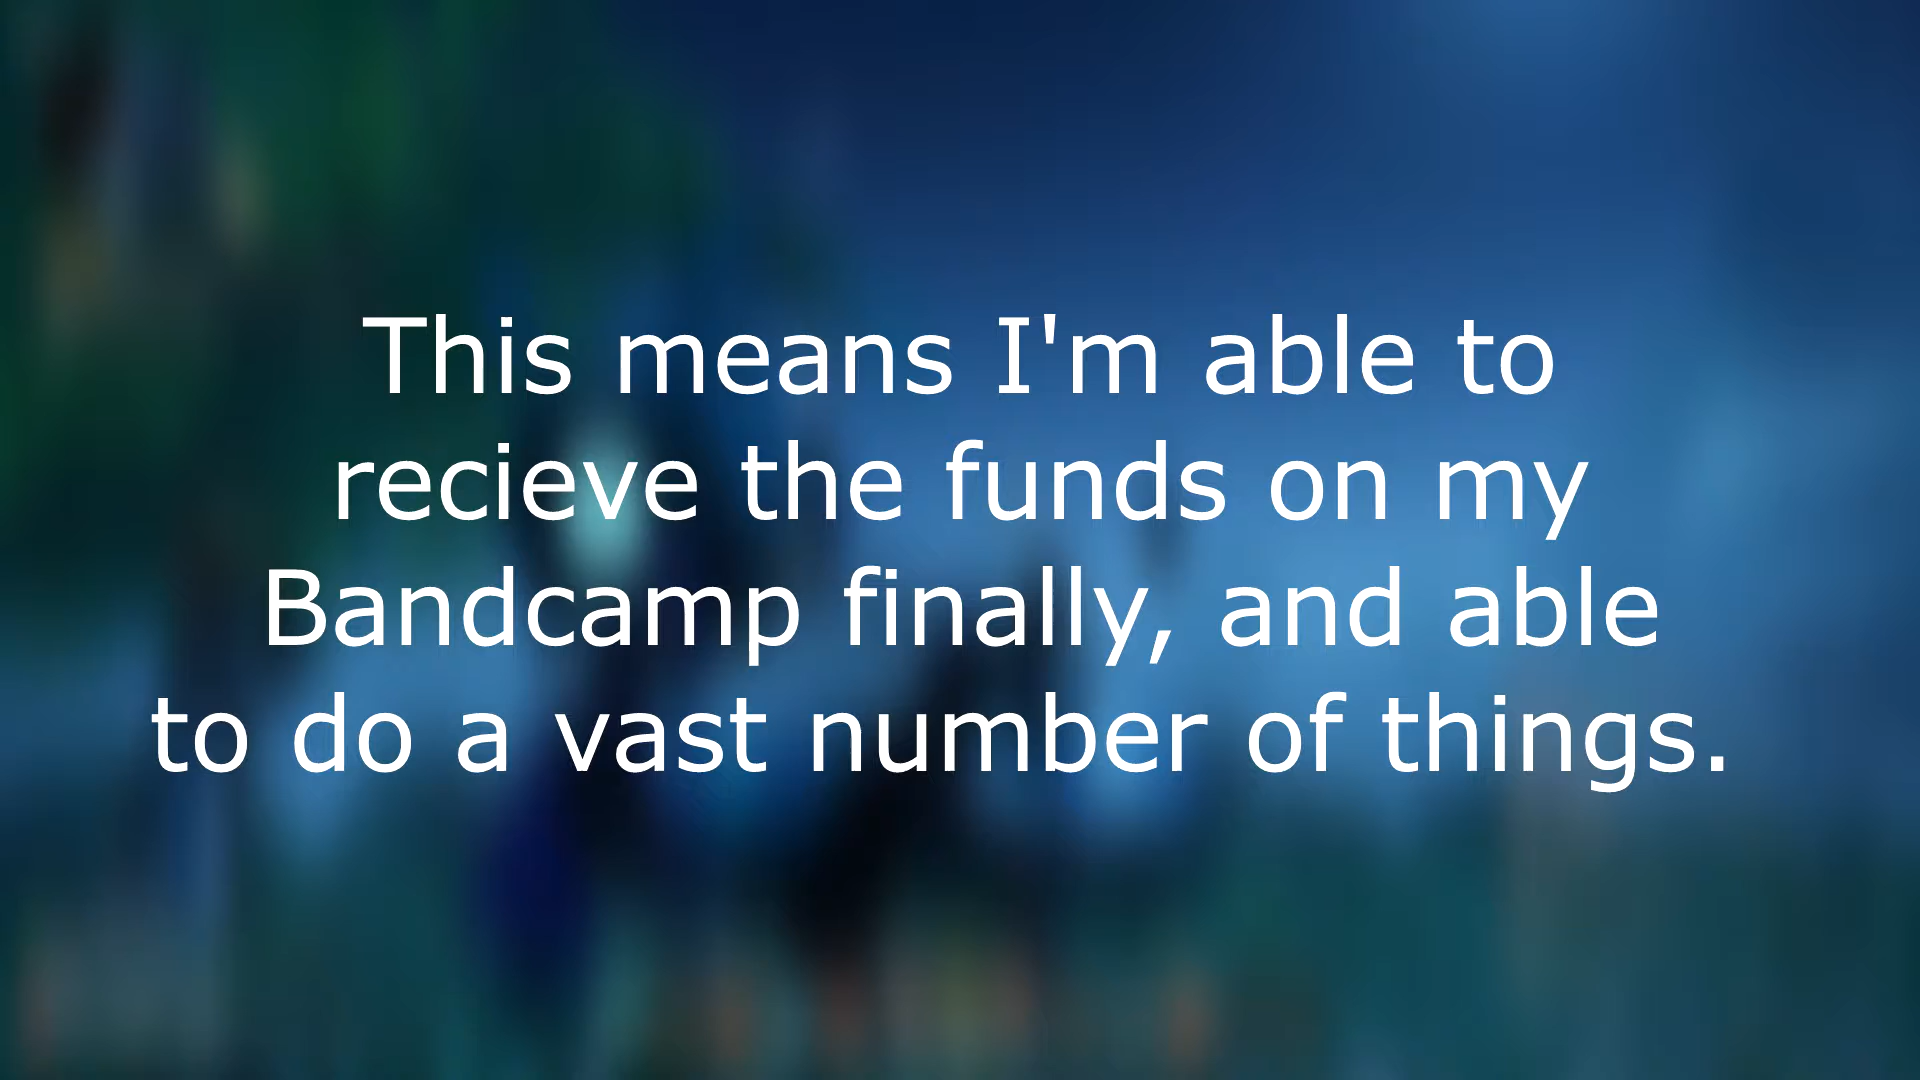 This means I'm able to
recieve the funds on my
Bandcamp finally, and able
to do a vast number of things.